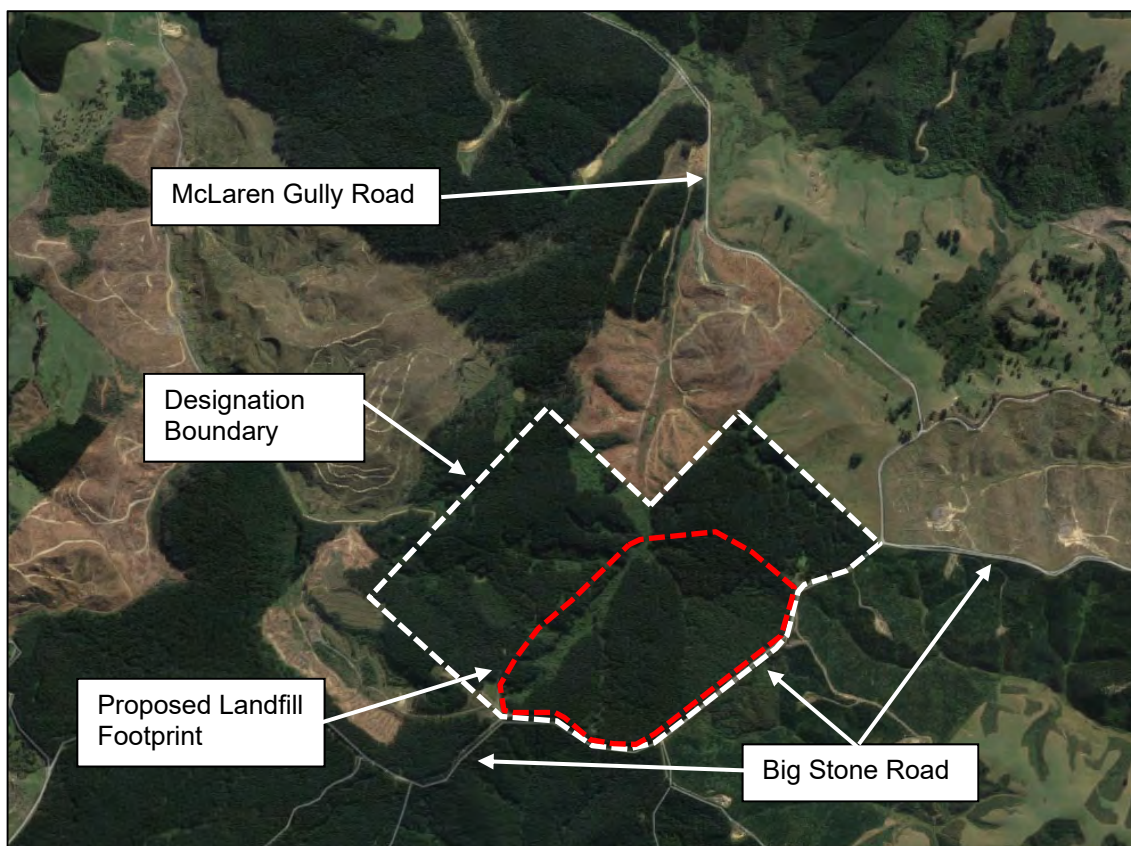 McLaren Gully Road
Designation
Boundary
Proposed Landfill
Footprint
Big Stone Road